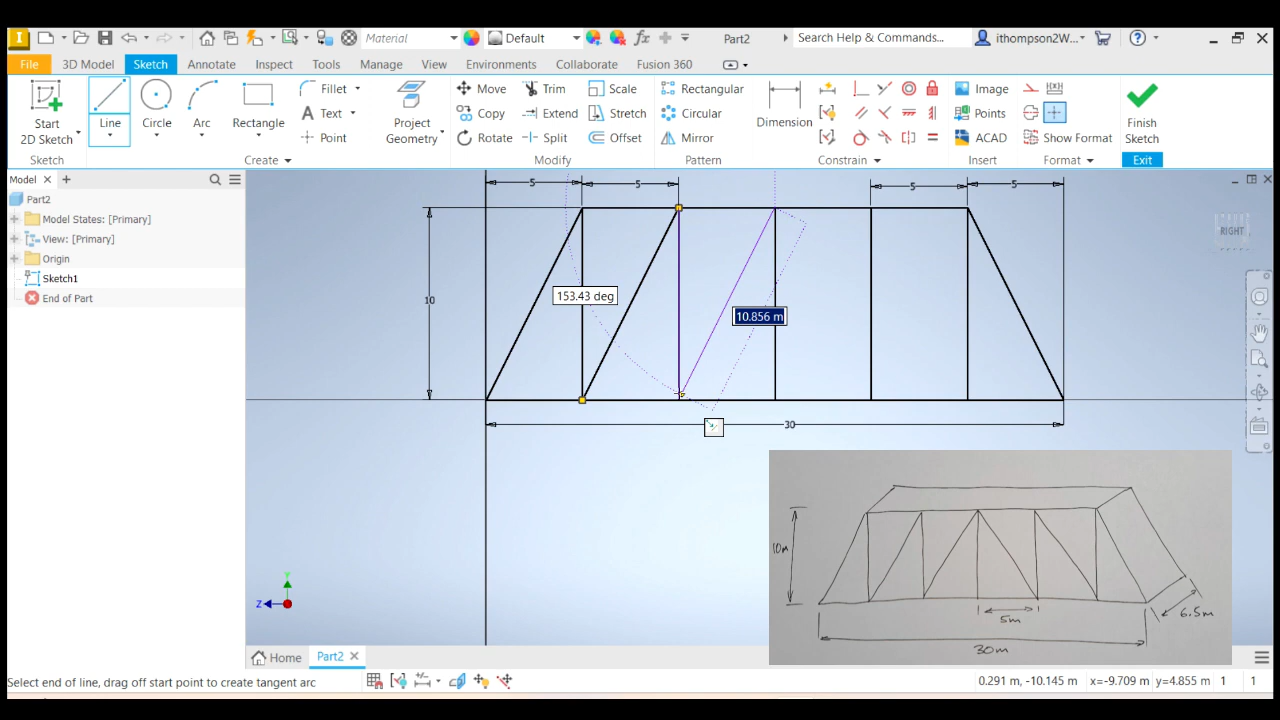 Material Default fx Part2 Search Help & Commands... ithompson2W...
File 3D Model Sketch Annotate Inspect Tools Manage View Environments Collaborate Fusion 360
Start 2D Sketch Line Circle Arc Rectangle Fillet Text Point Project Geometry Move Trim Scale Rectangular Dimension Image Finish Sketch
Copy Extend Stretch Circular Points
Rotate Split Offset Mirror ACAD Show Format
Sketch Create Modify Pattern Constrain Insert Format Exit
Model
Part2
Model States: [Primary]
View: [Primary]
Origin
Sketch1
End of Part
5 5 5 5
RIGHT
153.43 deg
10
10.856 m
30
10m
5m
6.5m
30m
Y
Z
Home Part2
Select end of line, drag off start point to create tangent arc 0.291 m, -10.145 m x=-9.709 m y=4.855 m 1 1